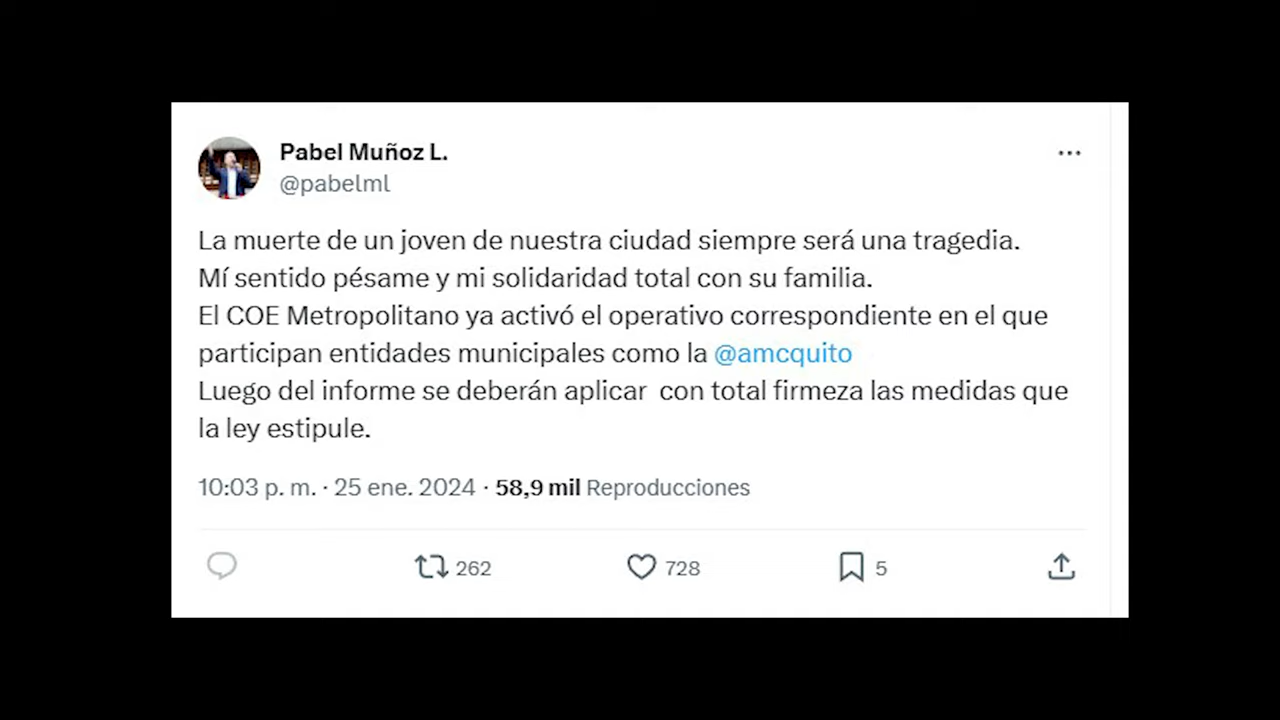 Pabel Muñoz L.
@pabelml
La muerte de un joven de nuestra ciudad siempre será una tragedia.
Mí sentido pésame y mi solidaridad total con su familia.
El COE Metropolitano ya activó el operativo correspondiente en el que
participan entidades municipales como la @amcquito
Luego del informe se deberán aplicar  con total firmeza las medidas que
la ley estipule.
10:03 p. m. · 25 ene. 2024 · 58,9 mil Reproducciones
262 728 5